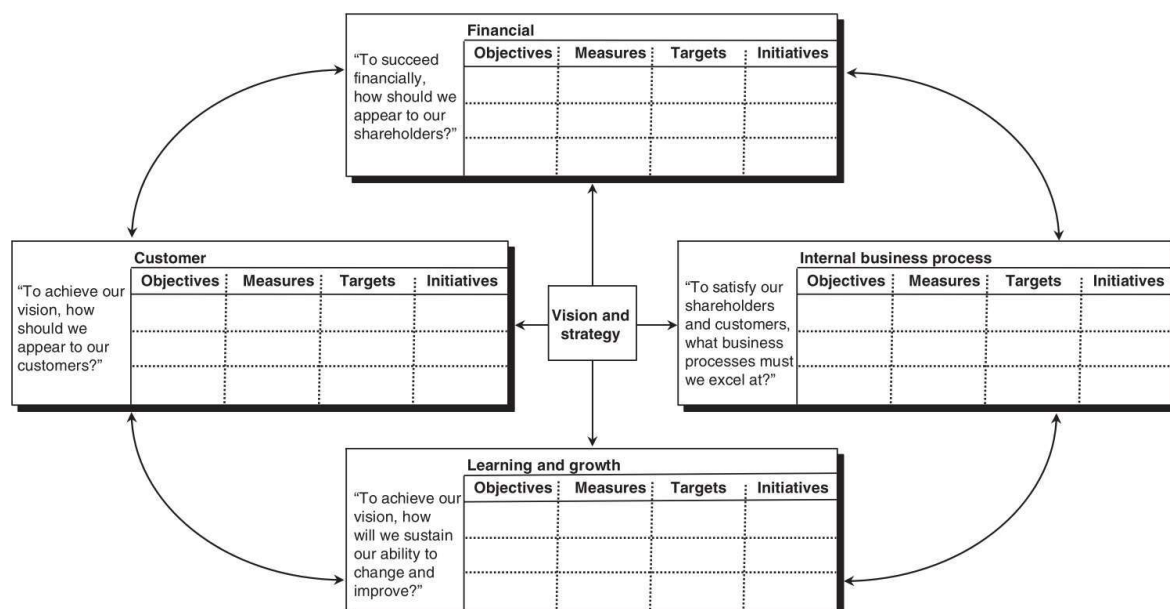 Financial
Objectives Measures Targets Initiatives
“To succeed
financially,
how should we
appear to our
shareholders?”
Customer
Objectives Measures Targets Initiatives
“To achieve our
vision, how
should we
appear to our
customers?”
Vision and
strategy
Internal business process
Objectives Measures Targets Initiatives
“To satisfy our
shareholders
and customers,
what business
processes must
we excel at?”
Learning and growth
Objectives Measures Targets Initiatives
“To achieve our
vision, how
will we sustain
our ability to
change and
improve?”